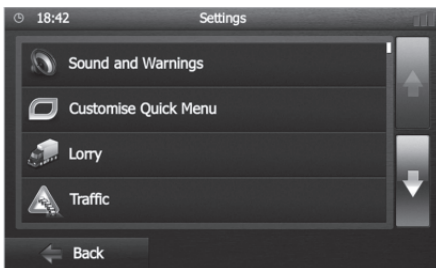 18:42 Settings
Sound and Warnings
Customise Quick Menu
Lorry
Traffic
Back